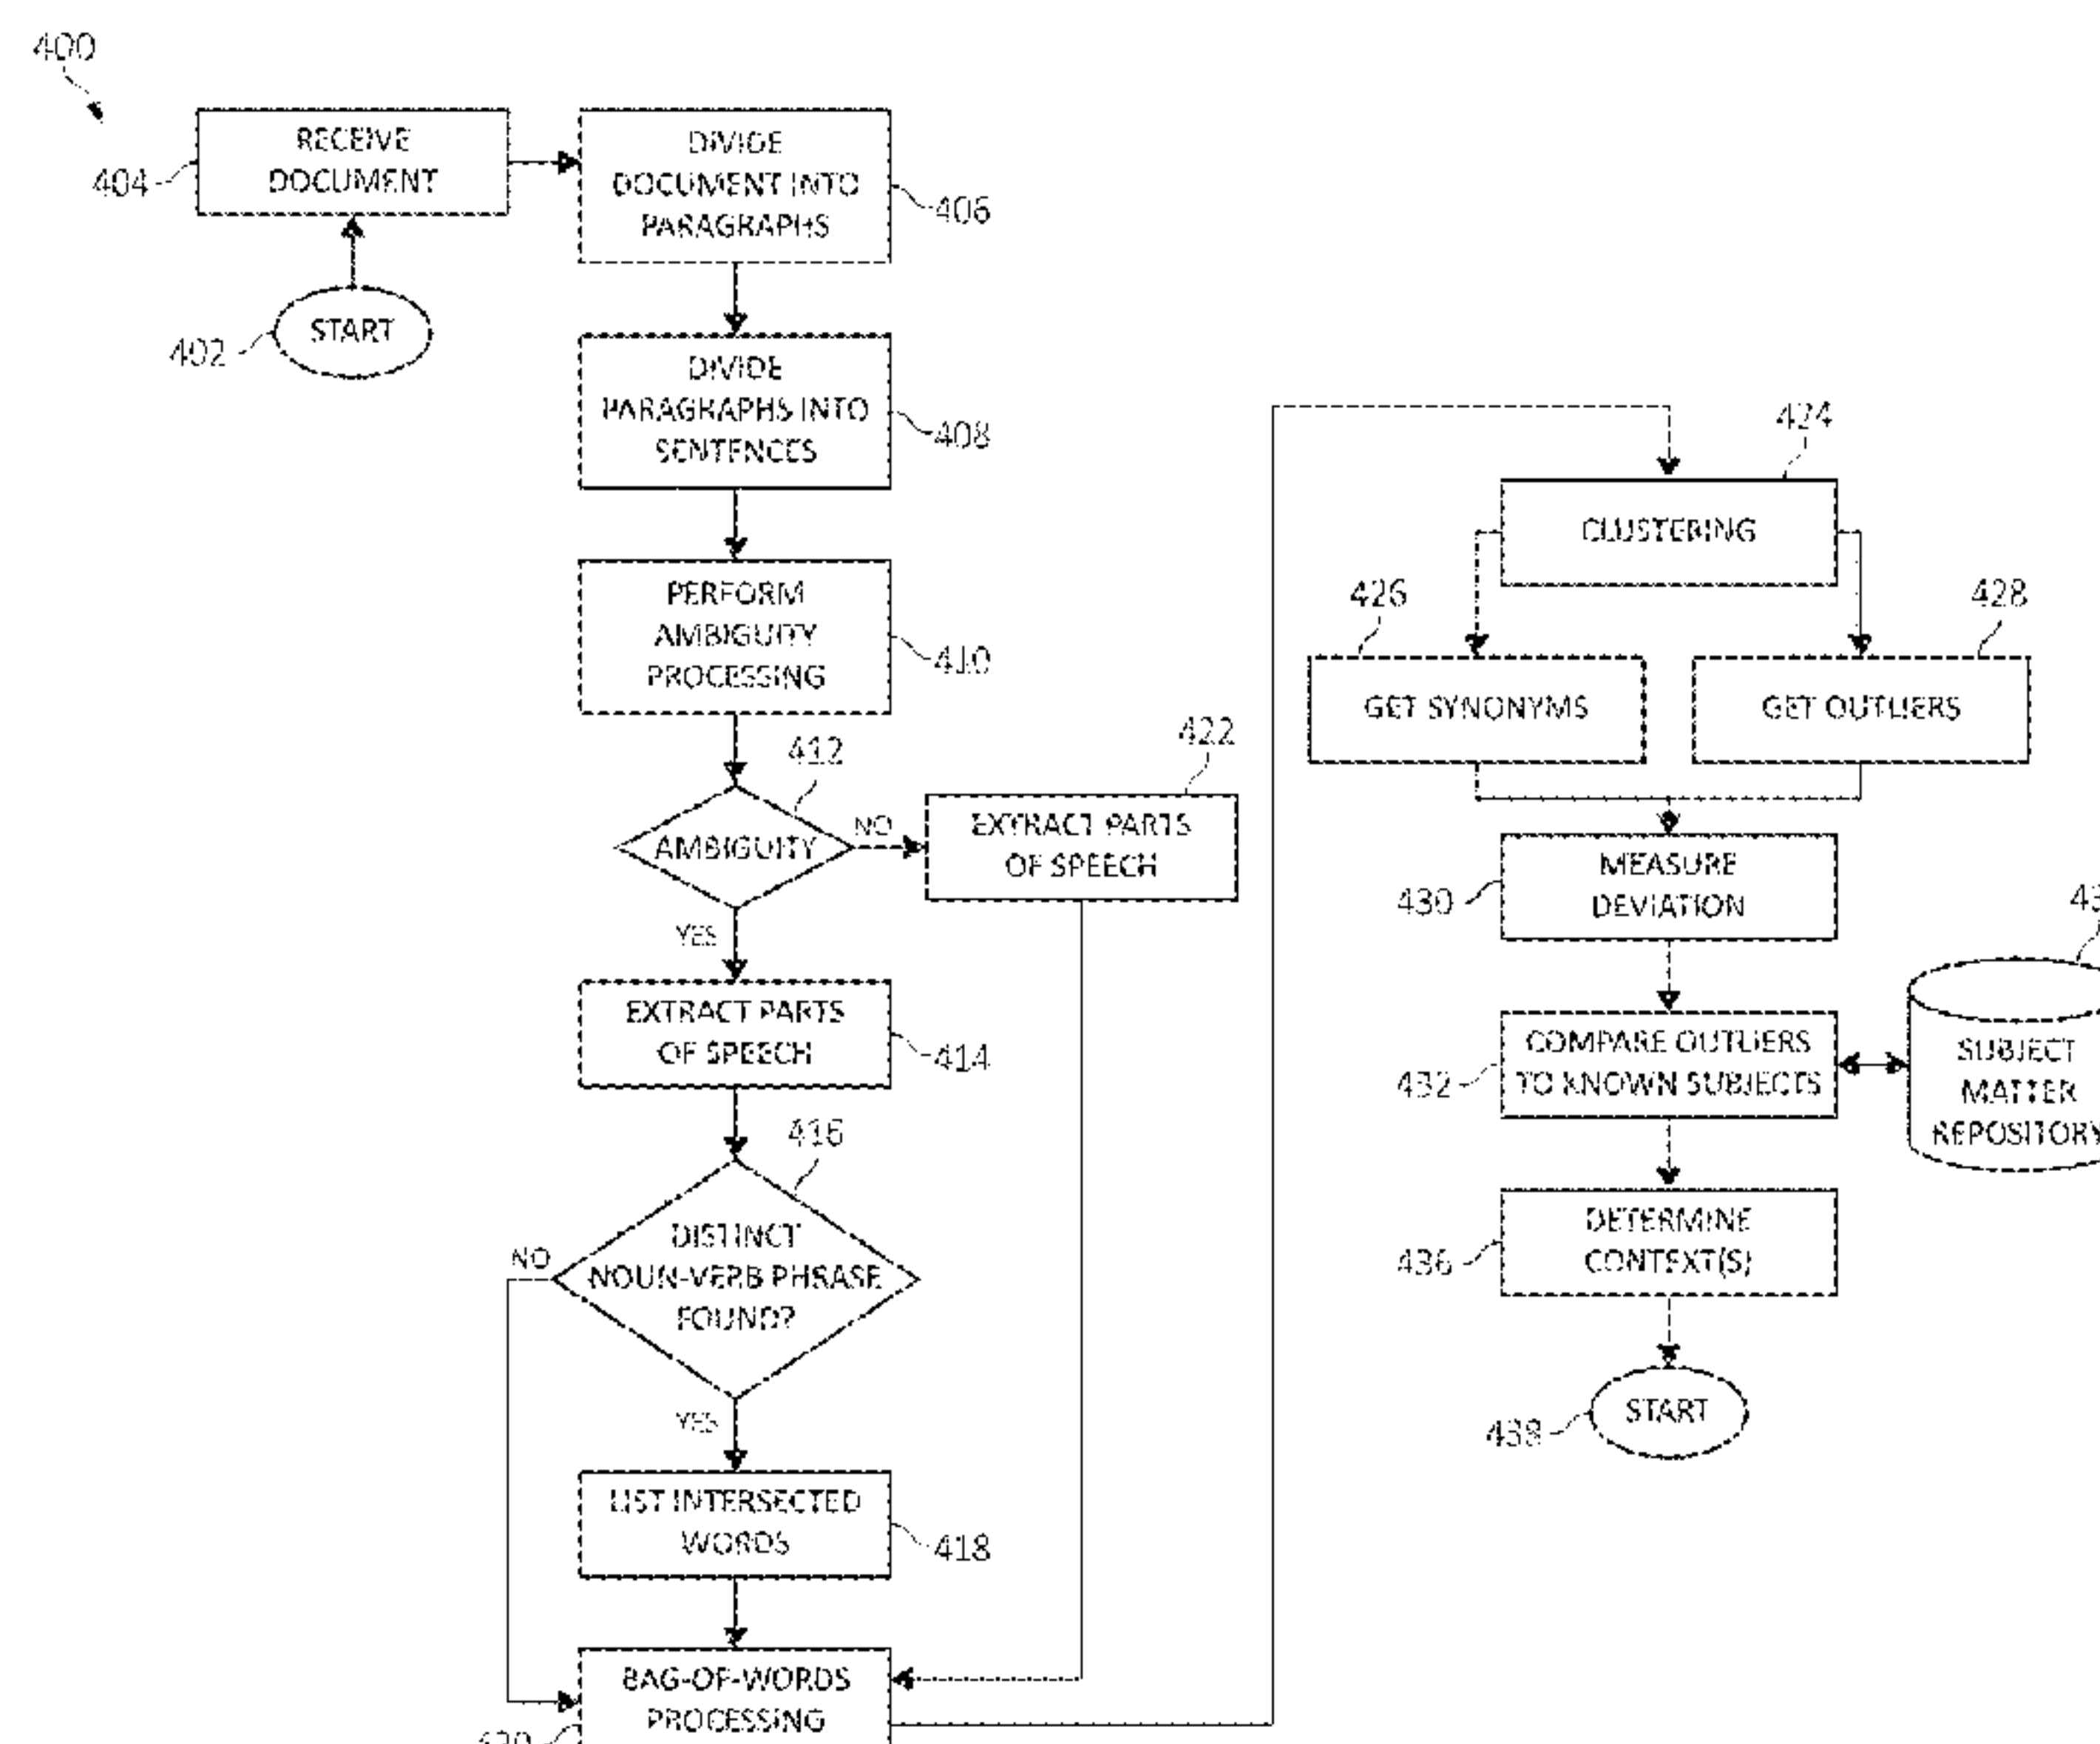 400
RECEIVE
DOCUMENT
404
START
402
DIVIDE
DOCUMENT INTO
PARAGRAPHS
406
DIVIDE
PARAGRAPHS INTO
SENTENCES
408
PERFORM
AMBIGUITY
PROCESSING
410
412
AMBIGUITY
NO
YES
422
EXTRACT PARTS
OF SPEECH
EXTRACT PARTS
OF SPEECH
414
416
DISTINCT
NOUN-VERB PHRASE
FOUND?
NO
YES
LIST INTERSECTED
WORDS
418
BAG-OF-WORDS
PROCESSING
424
CLUSTERING
426
GET SYNONYMS
428
GET OUTLIERS
MEASURE
DEVIATION
430
COMPARE OUTLIERS
TO KNOWN SUBJECTS
432
SUBJECT
MATTER
REPOSITORY
DETERMINE
CONTEXT(S)
436
START
438